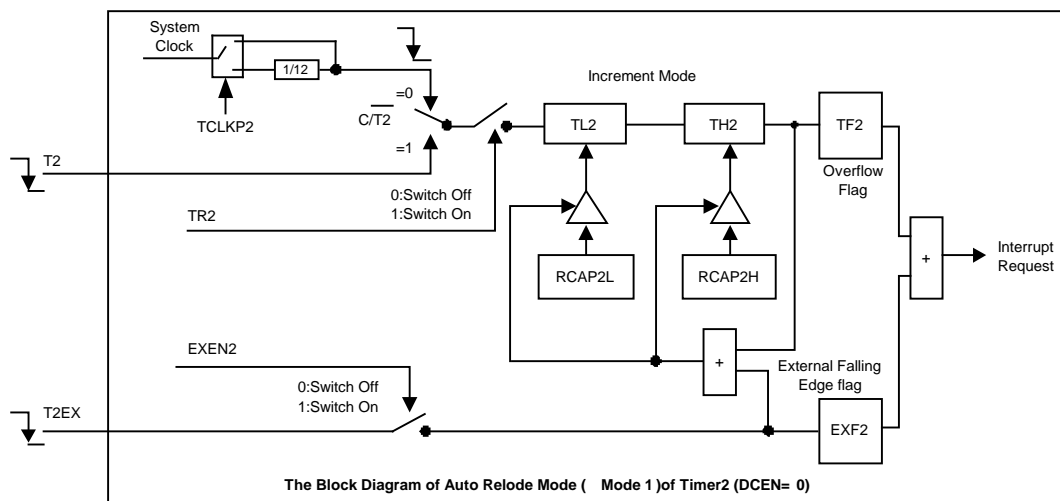 System
Clock
1/12
TCLKP2
=0
C/T2
=1
Increment Mode
TL2
TH2
TF2
Overflow
Flag
T2
0:Switch Off
1:Switch On
TR2
RCAP2L
RCAP2H
+
Interrupt
Request
EXEN2
0:Switch Off
1:Switch On
+
External Falling
Edge flag
T2EX
EXF2
The Block Diagram of Auto Relode Mode ( Mode 1 )of Timer2 (DCEN= 0)